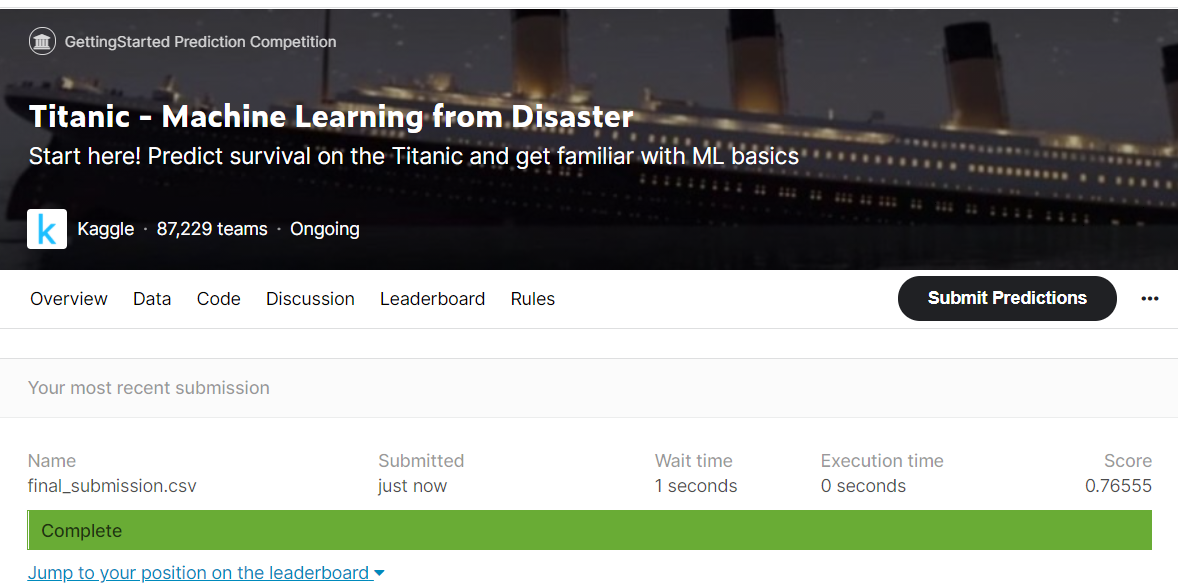 GettingStarted Prediction Competition
Titanic - Machine Learning from Disaster
Start here! Predict survival on the Titanic and get familiar with ML basics
k Kaggle · 87,229 teams · Ongoing
Overview Data Code Discussion Leaderboard Rules Submit Predictions
Your most recent submission
Name Submitted Wait time Execution time Score
final_submission.csv just now 1 seconds 0 seconds 0.76555
Complete
Jump to your position on the leaderboard